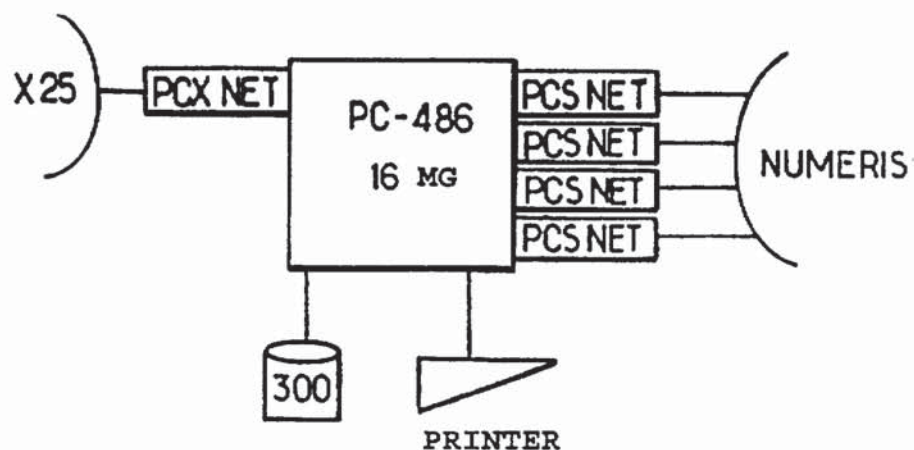 X25
PCX NET
PC-486
16 MG
PCS NET
PCS NET
PCS NET
PCS NET
NUMERIS
300
PRINTER